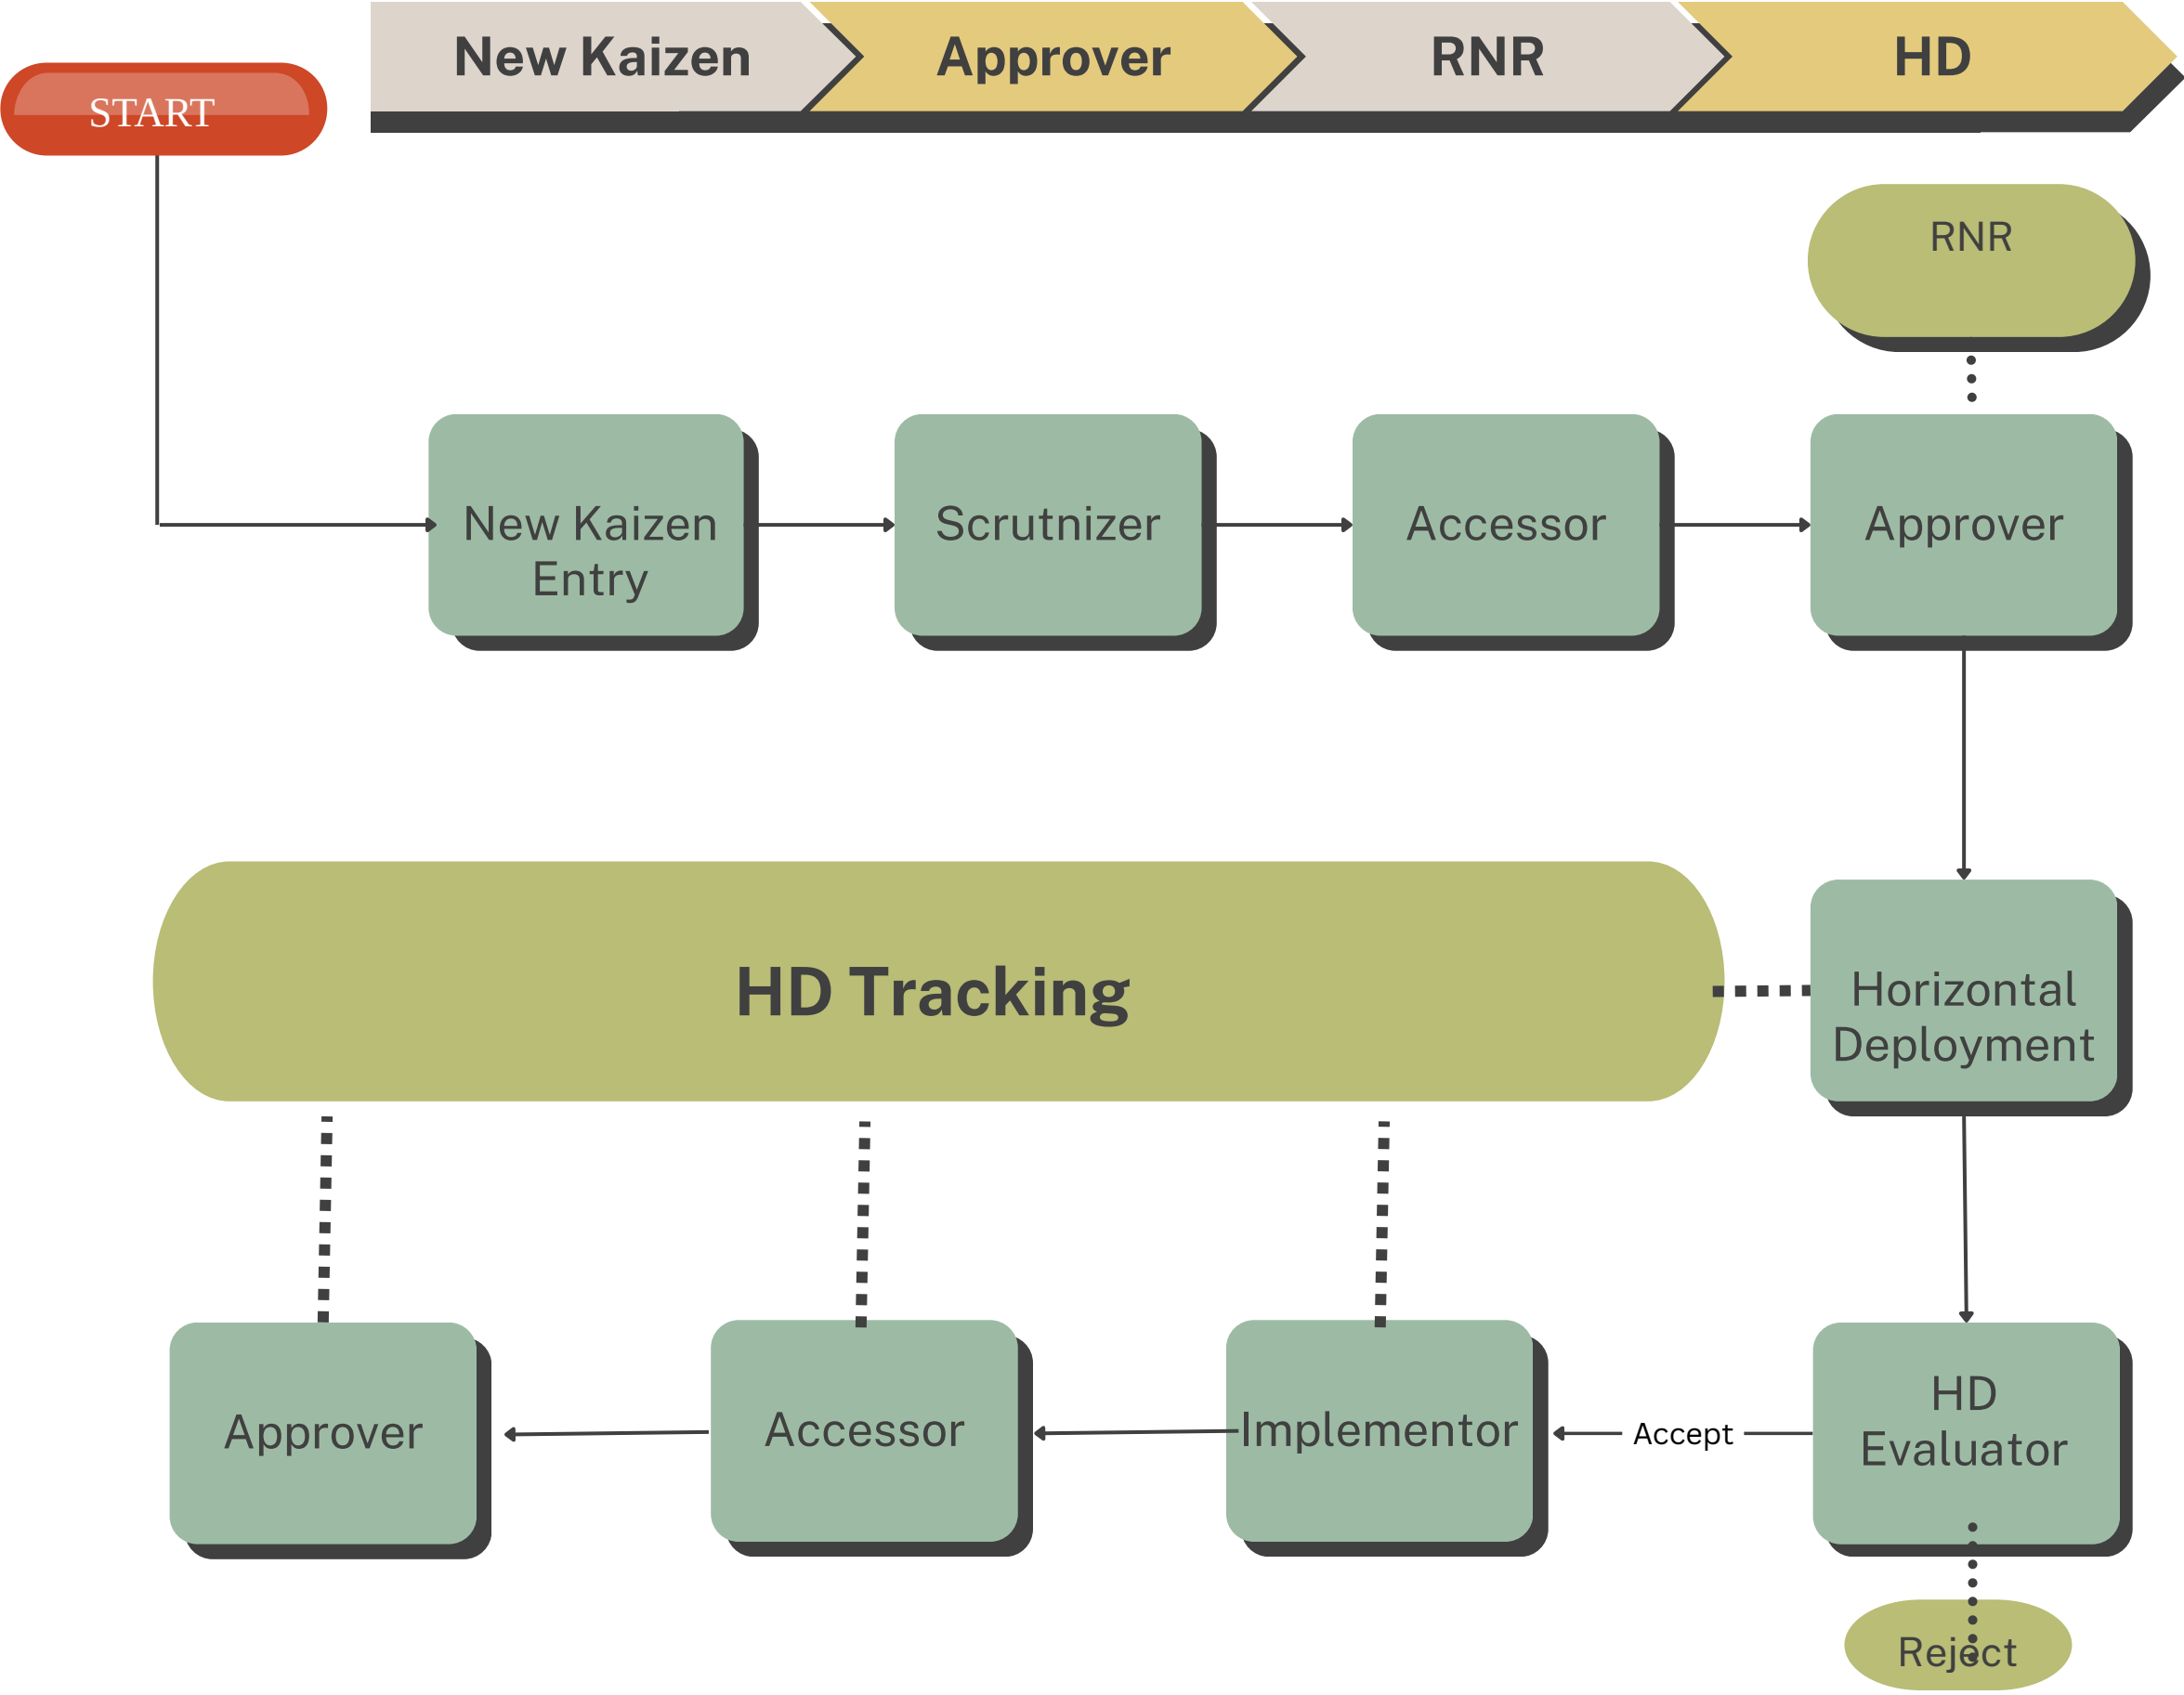 New Kaizen
Approver
RNR
HD
START
RNR
New Kaizen
Entry
Scrutnizer
Accessor
Approver
HD Tracking
Horizontal
Deployment
Approver
Accessor
Implementor
Accept
HD
Evaluator
Reject